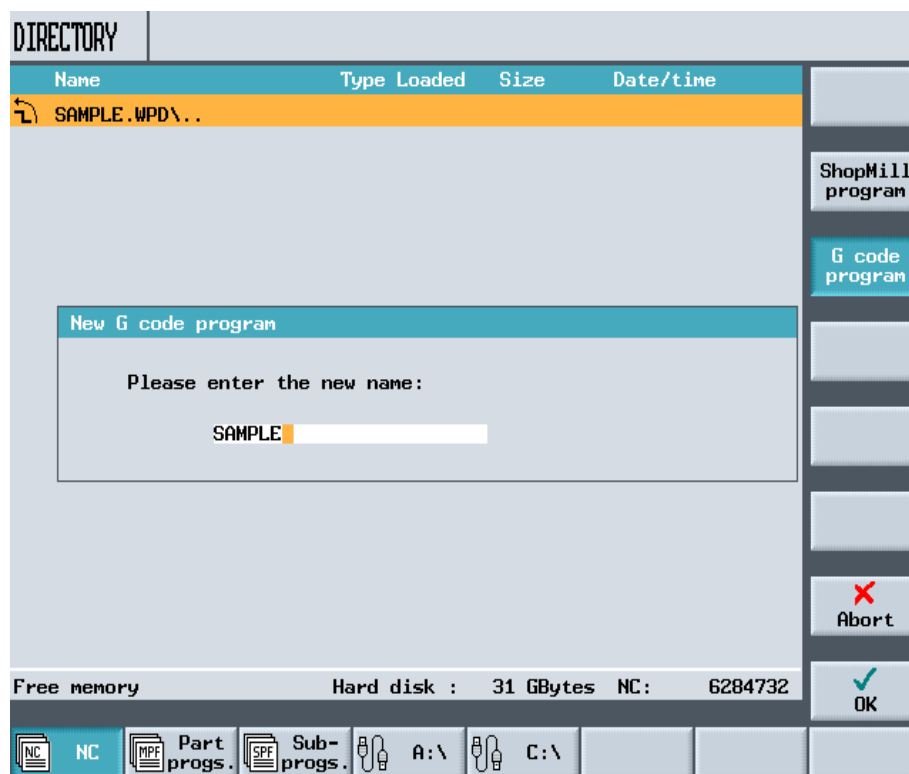 DIRECTORY
Name Type Loaded Size Date/time
SAMPLE.WPD\..
ShopMill
program
G code
program
New G code program
Please enter the new name:
SAMPLE
Abort
Free memory Hard disk : 31 GBytes NC: 6284732
OK
NC NC MPF Part
progs. SPF Sub-
progs. A:\ C:\